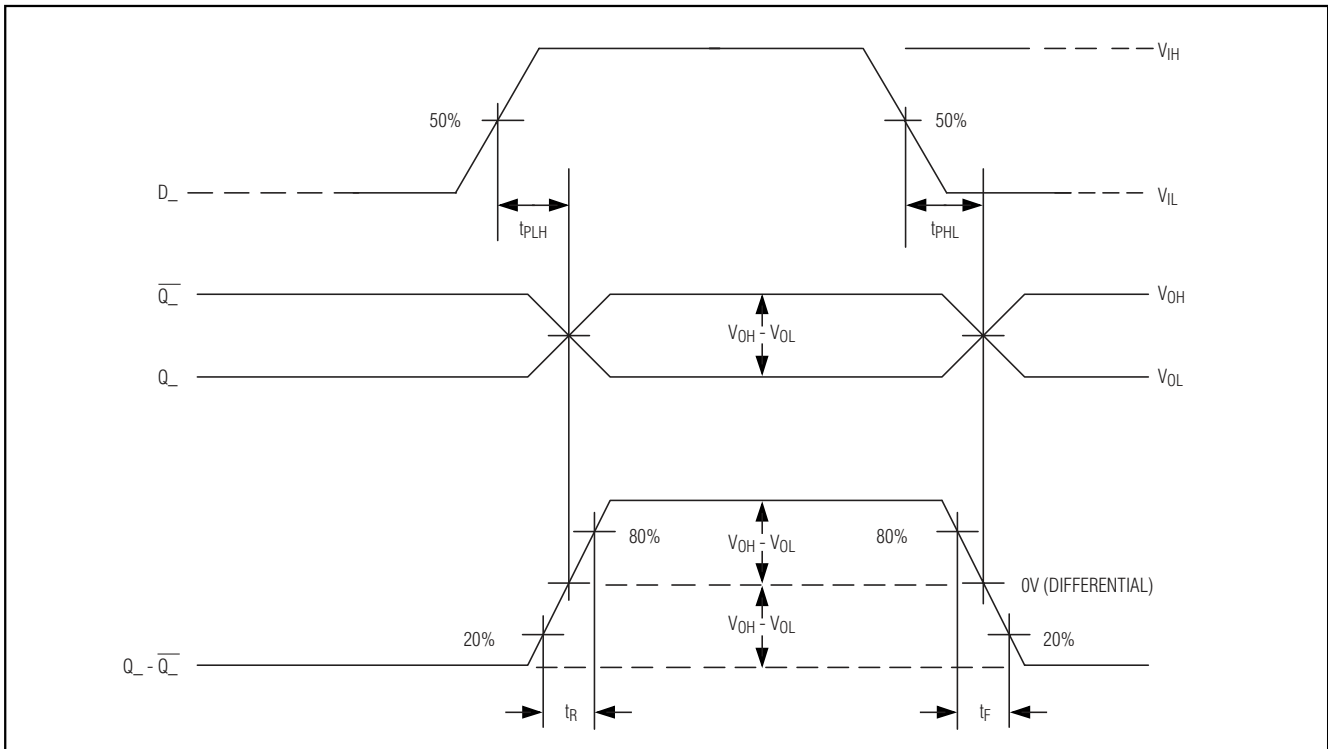 V_IH
50%
50%
D_
V_IL
t_PLH
t_PHL
Q̅_̅
V_OH
V_OH - V_OL
Q_
V_OL
80%
V_OH - V_OL
80%
0V (DIFFERENTIAL)
20%
V_OH - V_OL
20%
Q_ - Q̅_̅
t_R
t_F